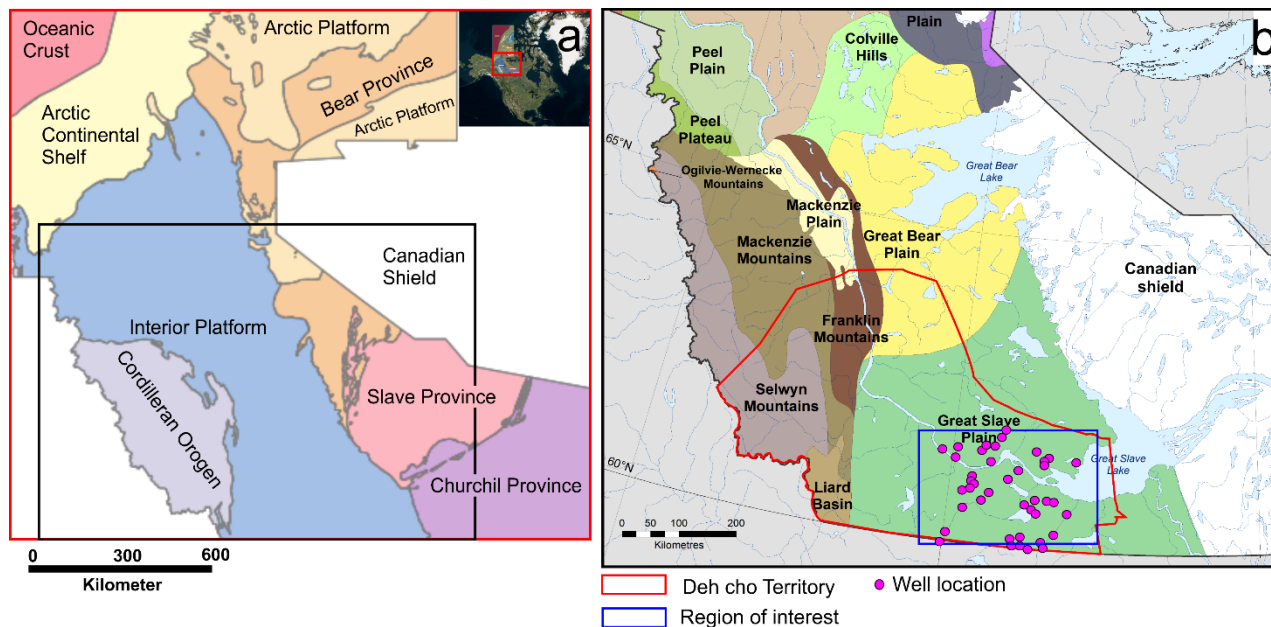 Oceanic
Crust
Arctic Platform
a
Bear Province
Arctic Platform
Arctic
Continental
Shelf
Canadian
Shield
Interior Platform
Cordilleran Orogen
Slave Province
Churchil Province
0 300 600
Kilometer
Plain
b
Colville
Hills
Peel
Plain
Peel
Plateau
65°N
Ogilvie-Wernecke
Mountains
Great Bear
Lake
Mackenzie
Plain
Great Bear
Plain
Mackenzie
Mountains
Canadian
shield
Franklin
Mountains
Selwyn
Mountains
Great Slave
Plain
Great Slave
Lake
60°N
Liard
Basin
0 50 100 200
Kilometres
Deh cho Territory
Well location
Region of interest